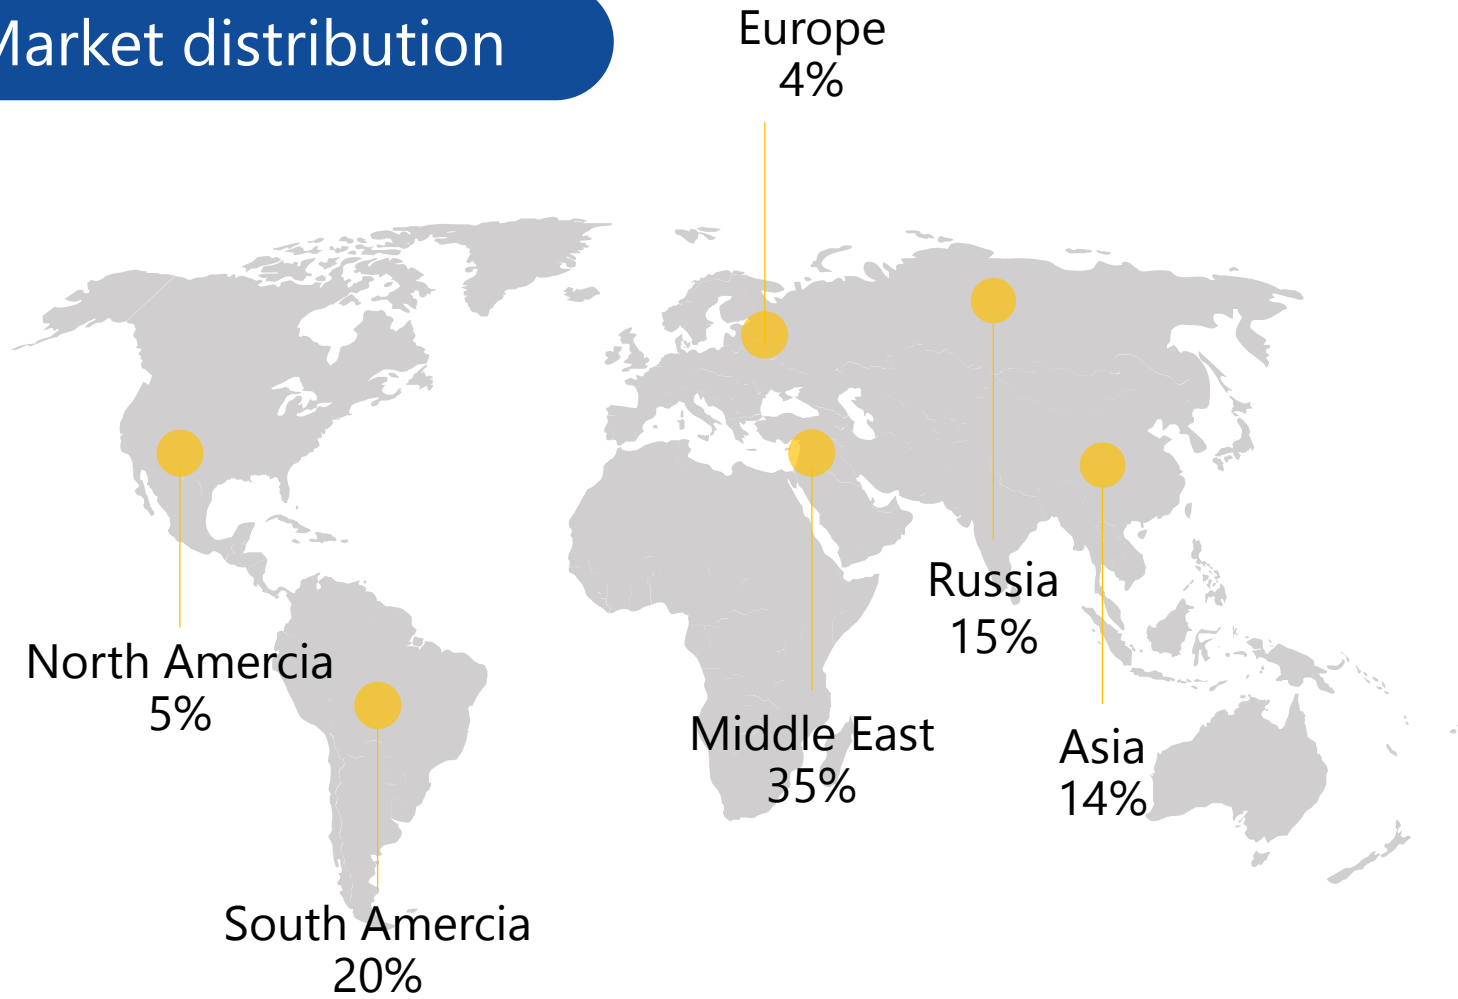 Market distribution
Europe
4%
Russia
15%
North Amercia
5%
Middle East
35%
Asia
14%
South Amercia
20%